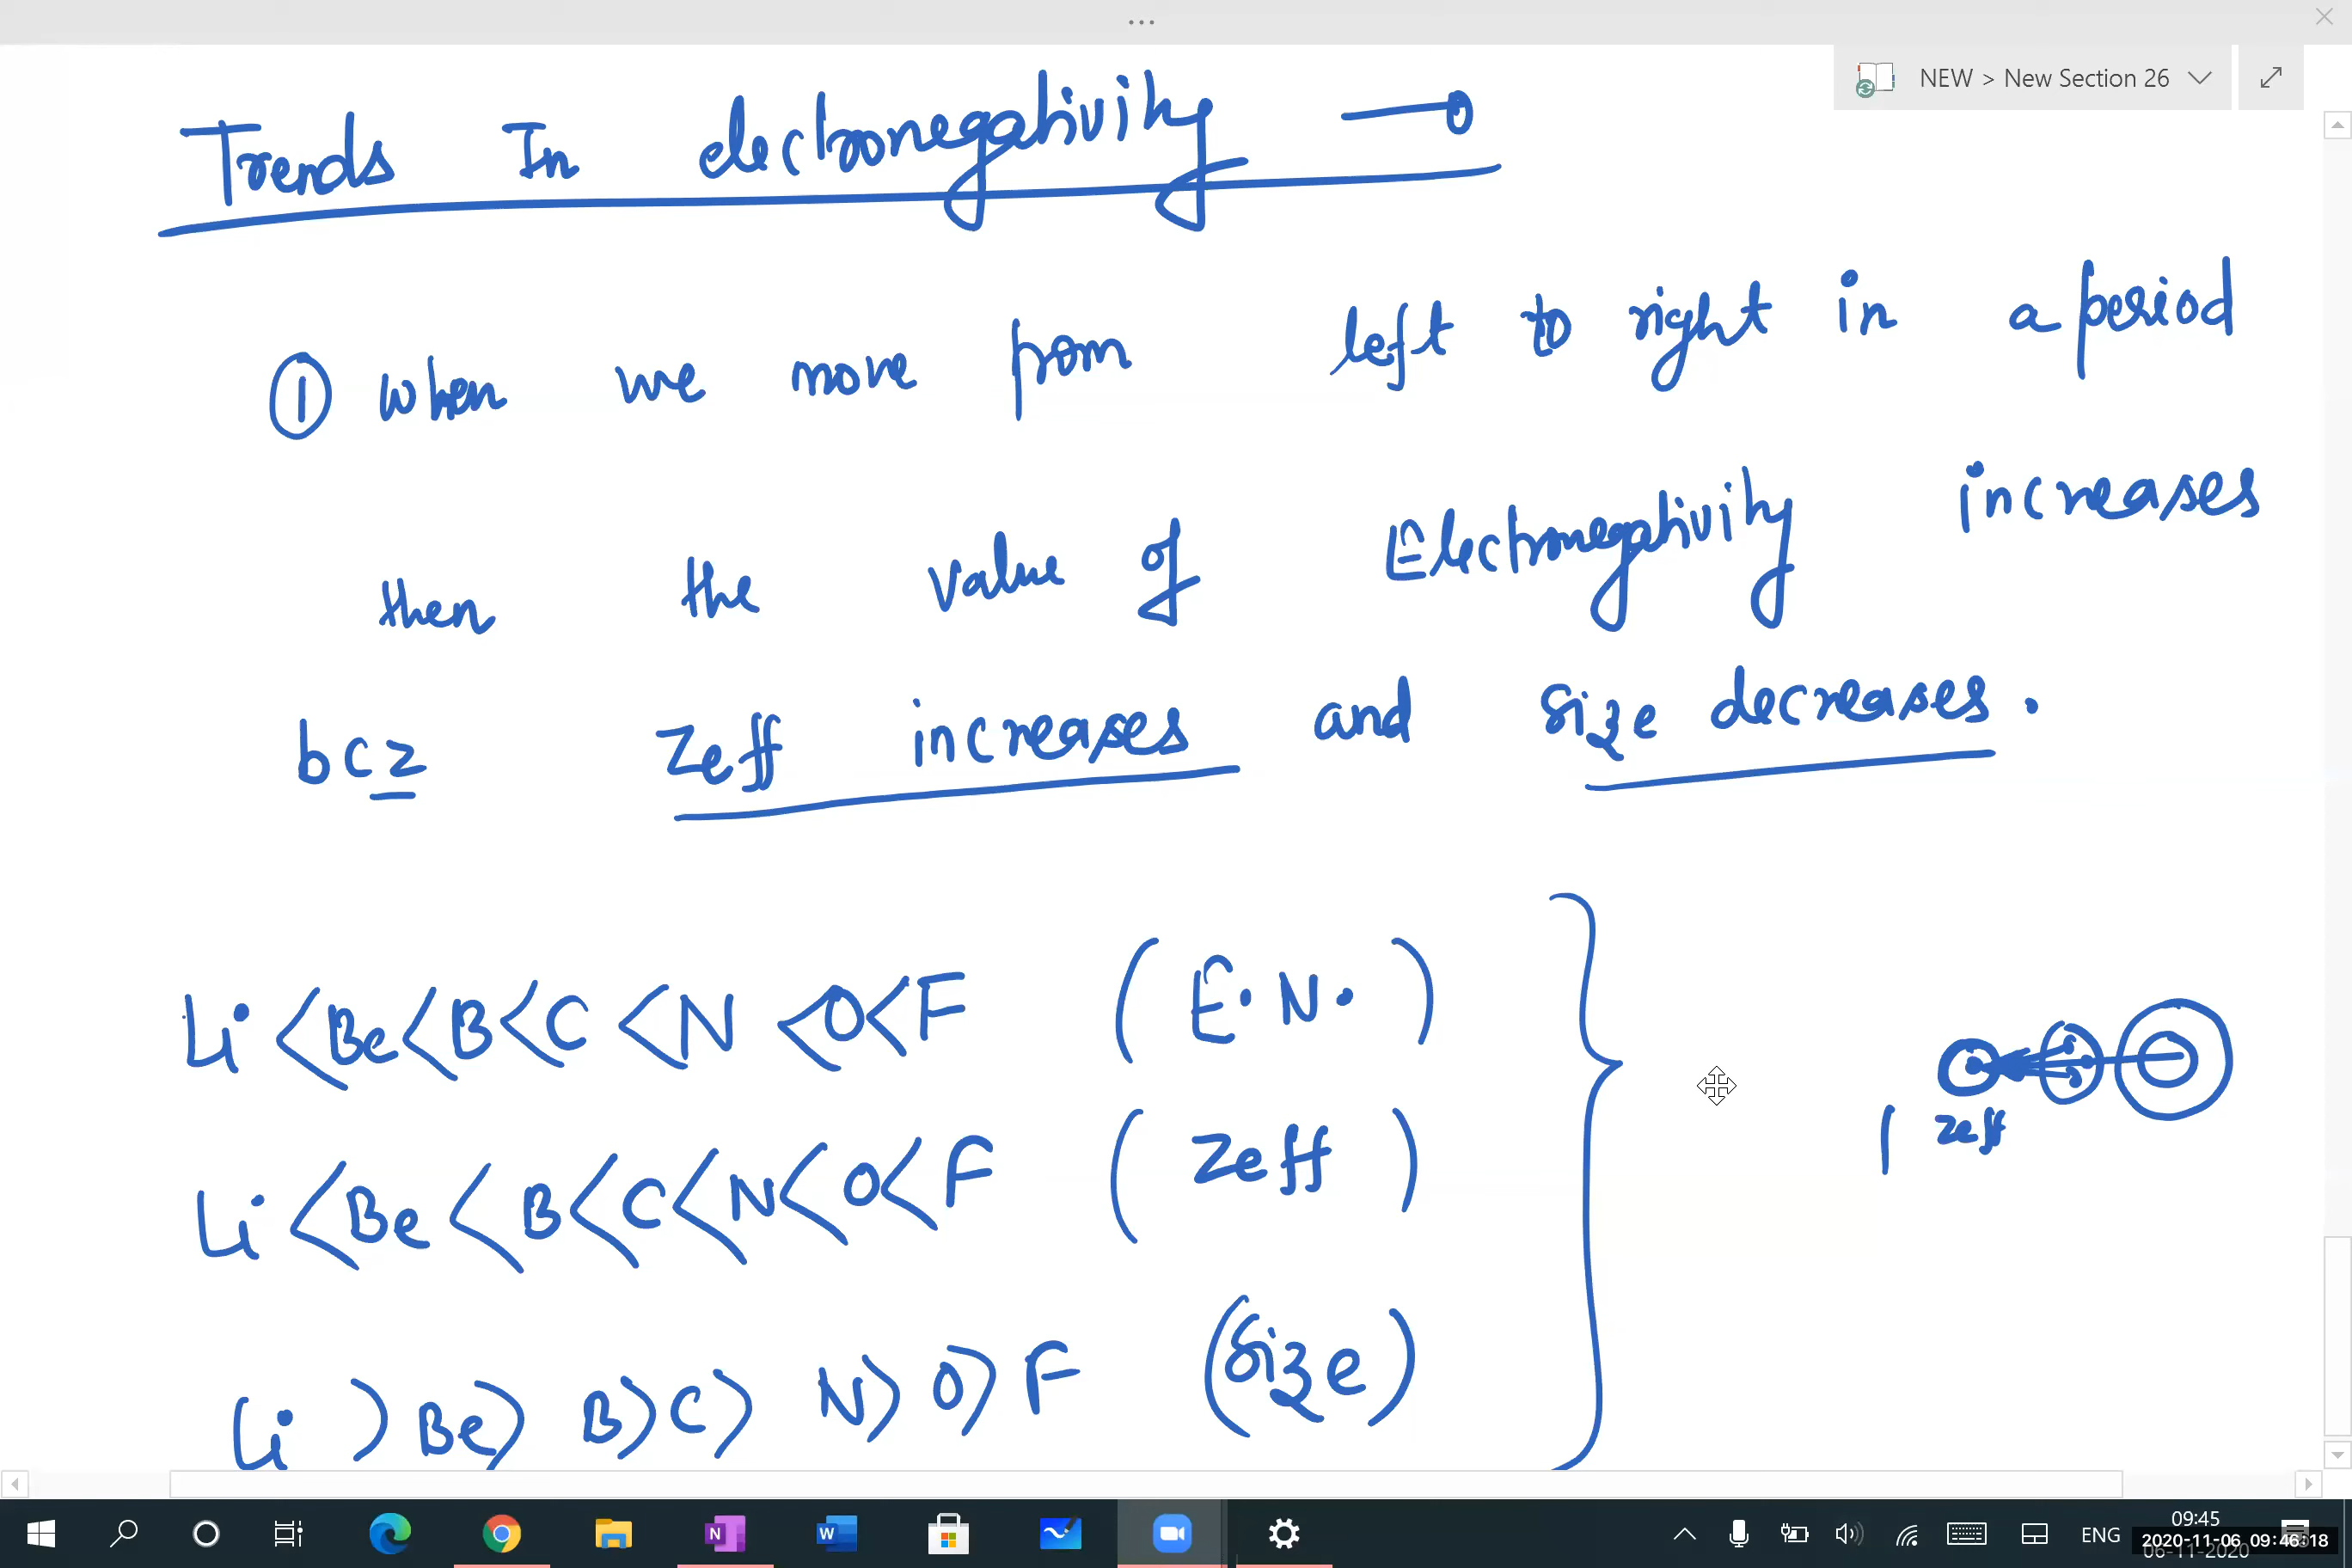 NEW > New Section 26
Trends In electronegativity
① when we move from left to right in a period
then the value of Electronegativity increases
bcz Zeff increases and size decreases.
Li < Be < B < C < N < O < F (E.N.)
Zeff
Li < Be < B < C < N < O < F (Zeff)
Li > Be > B > C > N > O > F (size)
ENG
09:45
2020-11-06 09:46:18
06-11-2020